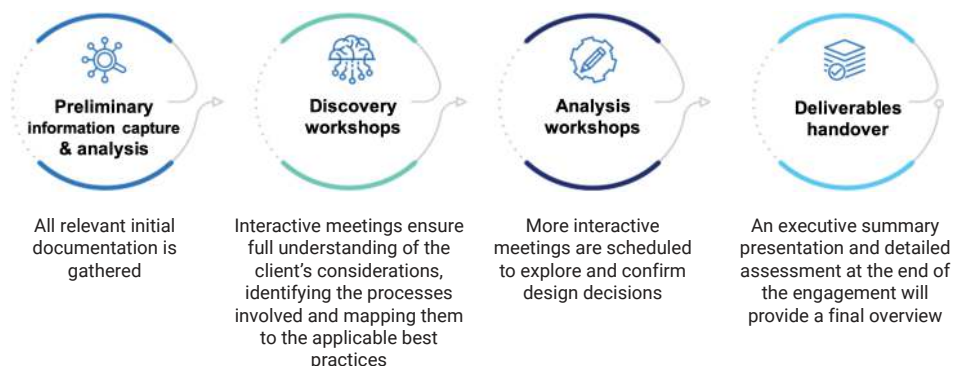 Preliminary
information capture
& analysis
Discovery
workshops
Analysis
workshops
Deliverables
handover
All relevant initial
documentation is
gathered
Interactive meetings ensure
full understanding of the
client's considerations,
identifying the processes
involved and mapping them
to the applicable best
practices
More interactive
meetings are scheduled
to explore and confirm
design decisions
An executive summary
presentation and detailed
assessment at the end of
the engagement will
provide a final overview